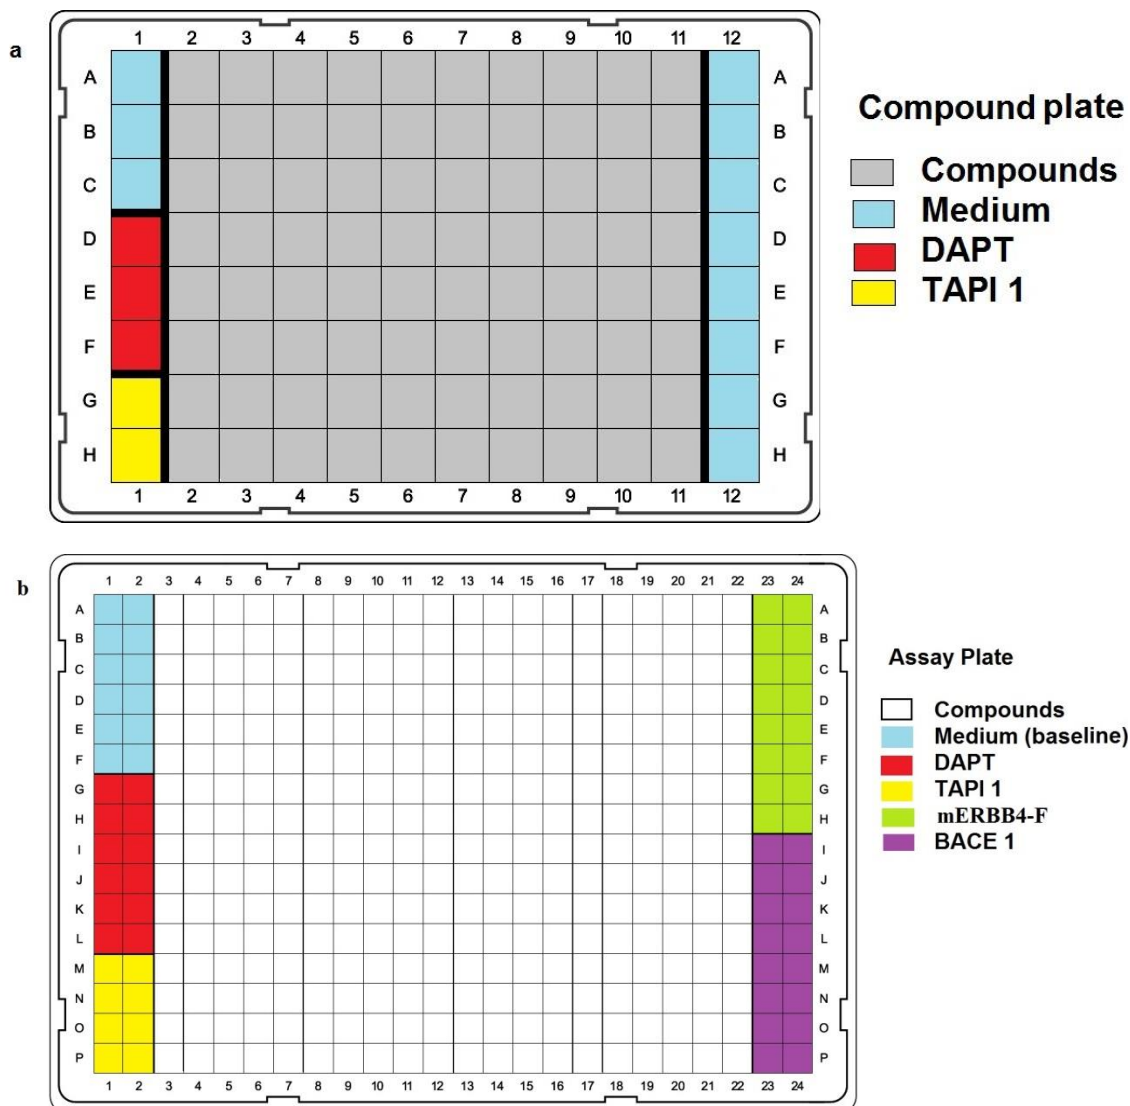 a
1 2 3 4 5 6 7 8 9 10 11 12
A A
B B
C C
D D
E E
F F
G G
H H
1 2 3 4 5 6 7 8 9 10 11 12
Compound plate
Compounds
Medium
DAPT
TAPI 1
b
1 2 3 4 5 6 7 8 9 10 11 12 13 14 15 16 17 18 19 20 21 22 23 24
A A
B B
C C
D D
E E
F F
G G
H H
I I
J J
K K
L L
M M
N N
O O
P P
1 2 3 4 5 6 7 8 9 10 11 12 13 14 15 16 17 18 19 20 21 22 23 24
Assay Plate
Compounds
Medium (baseline)
DAPT
TAPI 1
mERBB4-F
BACE 1